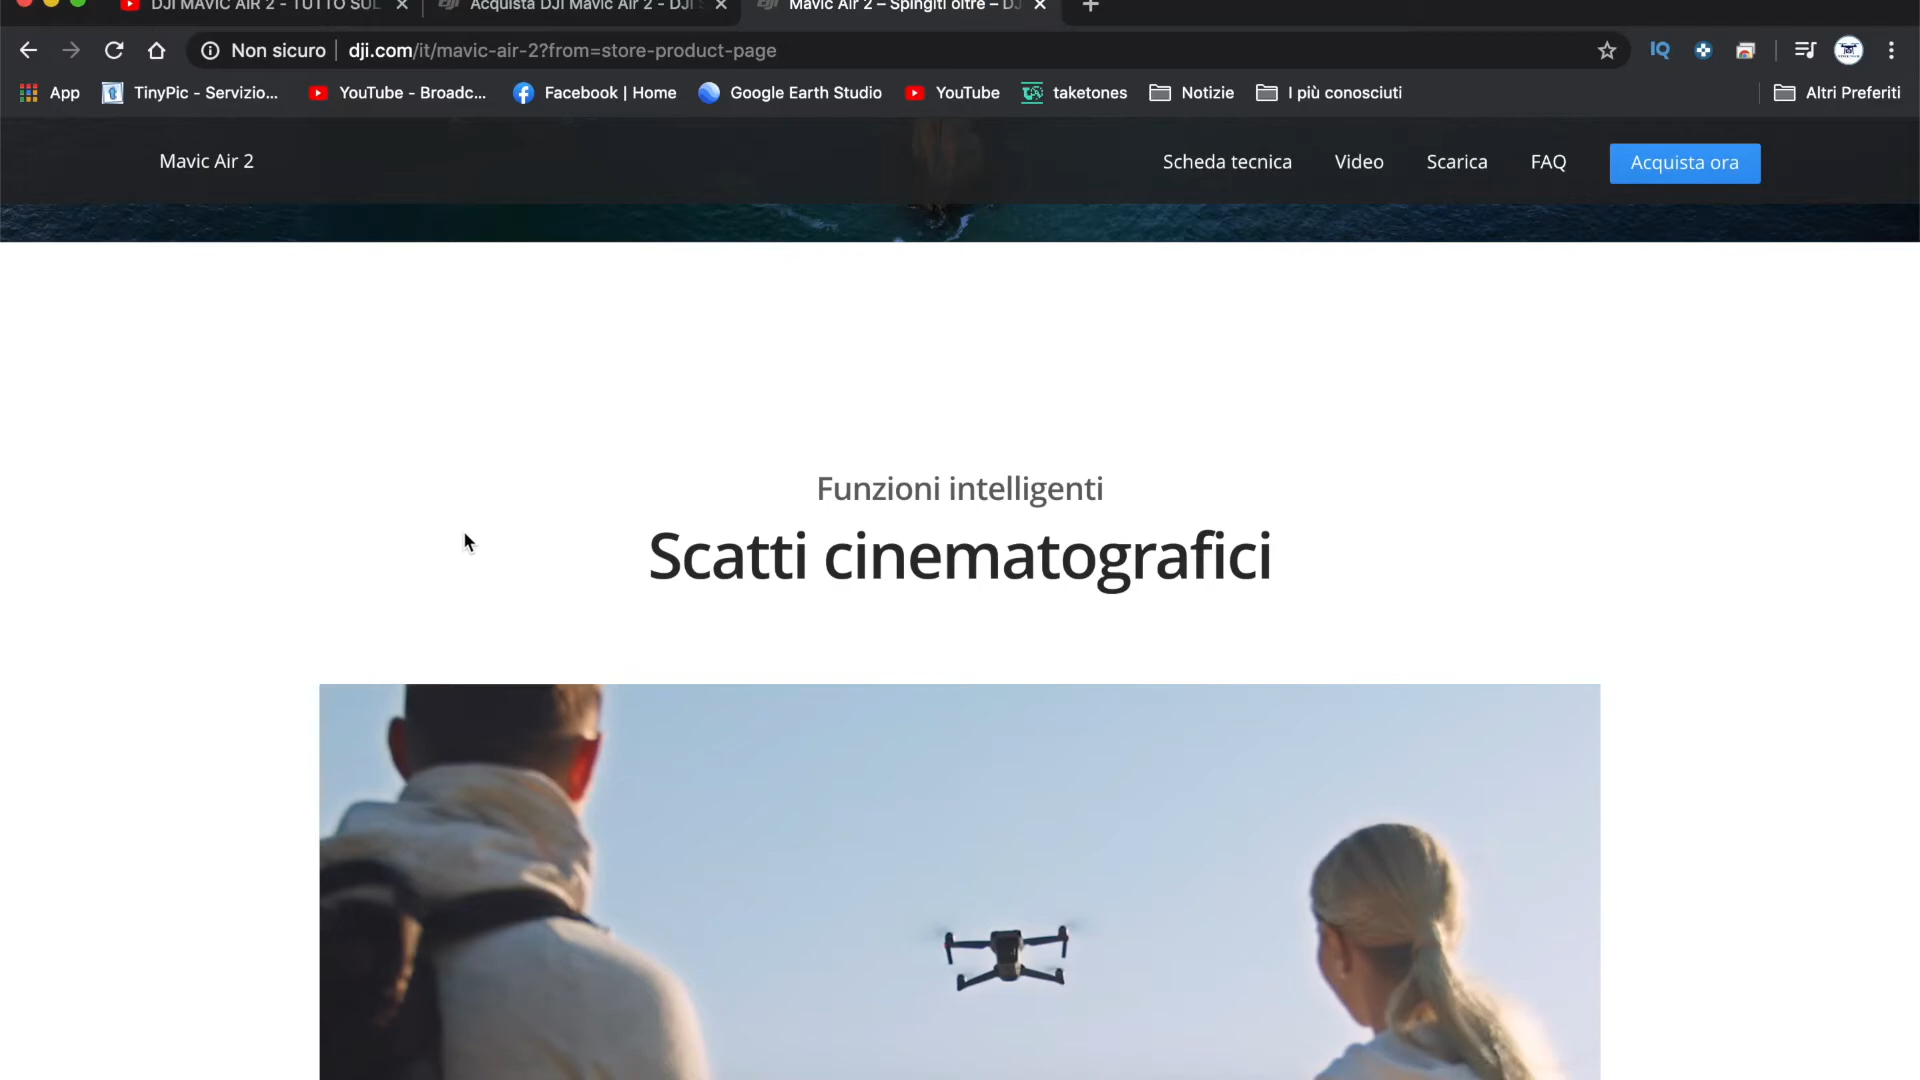 DJI MAVIC AIR 2 - TUTTO SUL
Acquista DJI Mavic Air 2 - DJI
Mavic Air 2 – Spingiti oltre – DJ
Non sicuro
dji.com/it/mavic-air-2?from=store-product-page
IQ
App
TinyPic - Servizio...
YouTube - Broadc...
Facebook | Home
Google Earth Studio
YouTube
taketones
Notizie
I più conosciuti
Altri Preferiti
Mavic Air 2
Scheda tecnica
Video
Scarica
FAQ
Acquista ora
Funzioni intelligenti
Scatti cinematografici